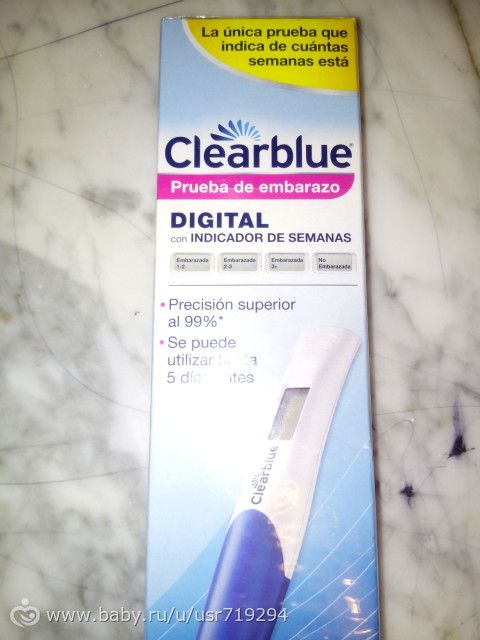 La única prueba que
indica de cuántas
semanas está
Clearblue
Prueba de embarazo
DIGITAL
con INDICADOR DE SEMANAS
Embarazada
1-2
Embarazada
2-3
Embarazada
3+
No
Embarazada
• Precisión superior
al 99%*
• Se puede
utilizar
5
Clearblue
www.baby.ru/u/usr719294